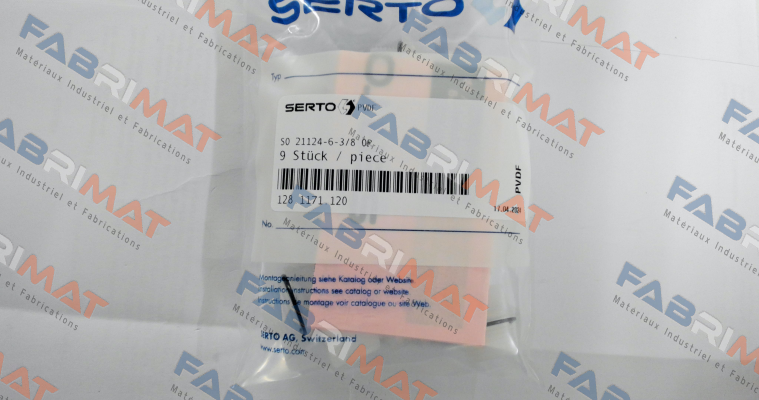 SERTO
Typ
SERTO PVDF
SO 21124-6-3/8 OF
9 Stück / piece
PVDF
128 1171 120
No.
Montageanleitung siehe Katalog oder Website
Installation instructions see catalog or website
Instructions de montage voir catalogue ou site Web
SERTO AG, Switzerland
www.serto.com
FABRIMAT
Matériaux Industriel et Fabrications